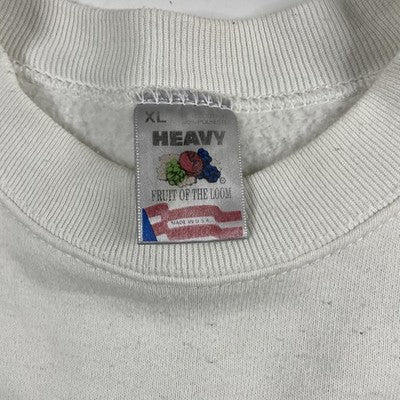 XL
HEAVY
®
FRUIT OF THE LOOM
MADE IN U.S.A.